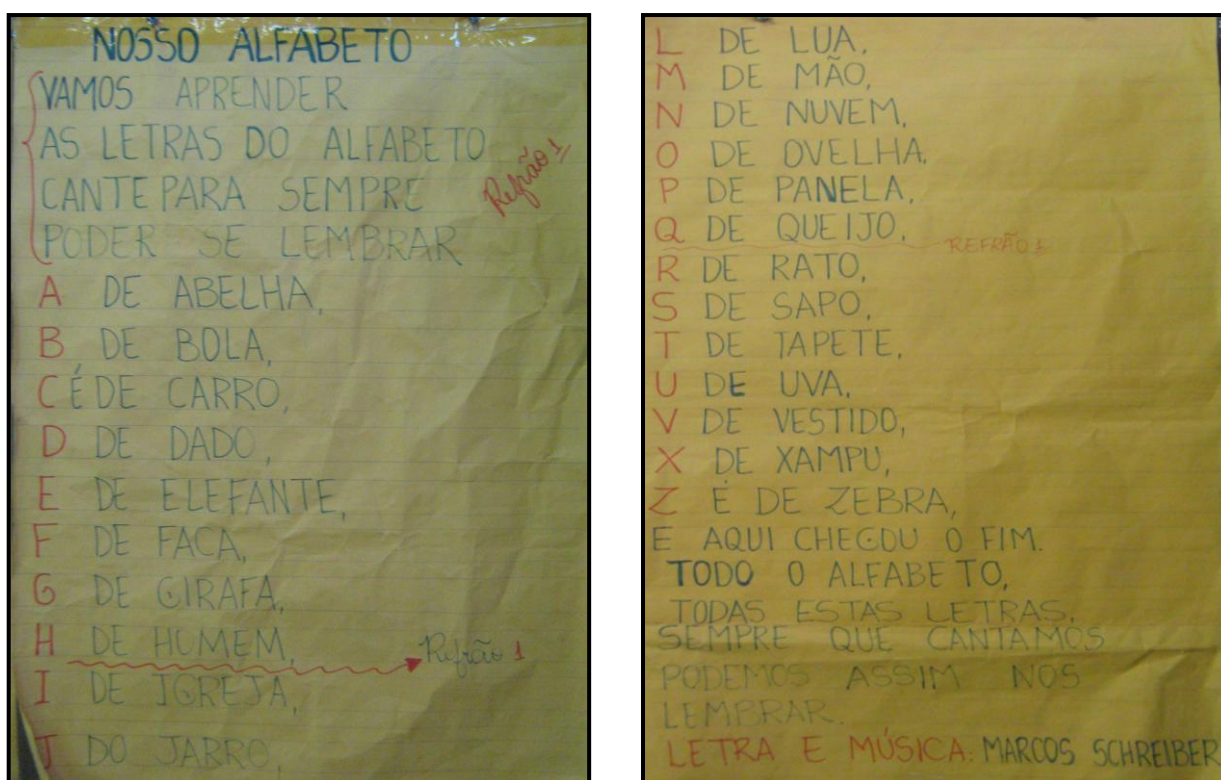 NOSSO ALFABETO
VAMOS APRENDER
AS LETRAS DO ALFABETO
CANTE PARA SEMPRE
PODER SE LEMBRAR
Refrão 1
A DE ABELHA,
B DE BOLA,
C É DE CARRO,
D DE DADO,
E DE ELEFANTE,
F DE FACA,
G DE GIRAFA,
H DE HOMEM, Refrão 1
I DE IGREJA,
J DO JARRO,
L DE LUA,
M DE MÃO,
N DE NUVEM,
O DE OVELHA,
P DE PANELA,
Q DE QUEIJO, REFRÃO 1
R DE RATO,
S DE SAPO,
T DE TAPETE,
U DE UVA,
V DE VESTIDO,
X DE XAMPU,
Z É DE ZEBRA,
E AQUI CHEGOU O FIM.
TODO O ALFABETO,
TODAS ESTAS LETRAS,
SEMPRE QUE CANTAMOS
PODEMOS ASSIM NOS
LEMBRAR.
LETRA E MÚSICA: MARCOS SCHREIBER